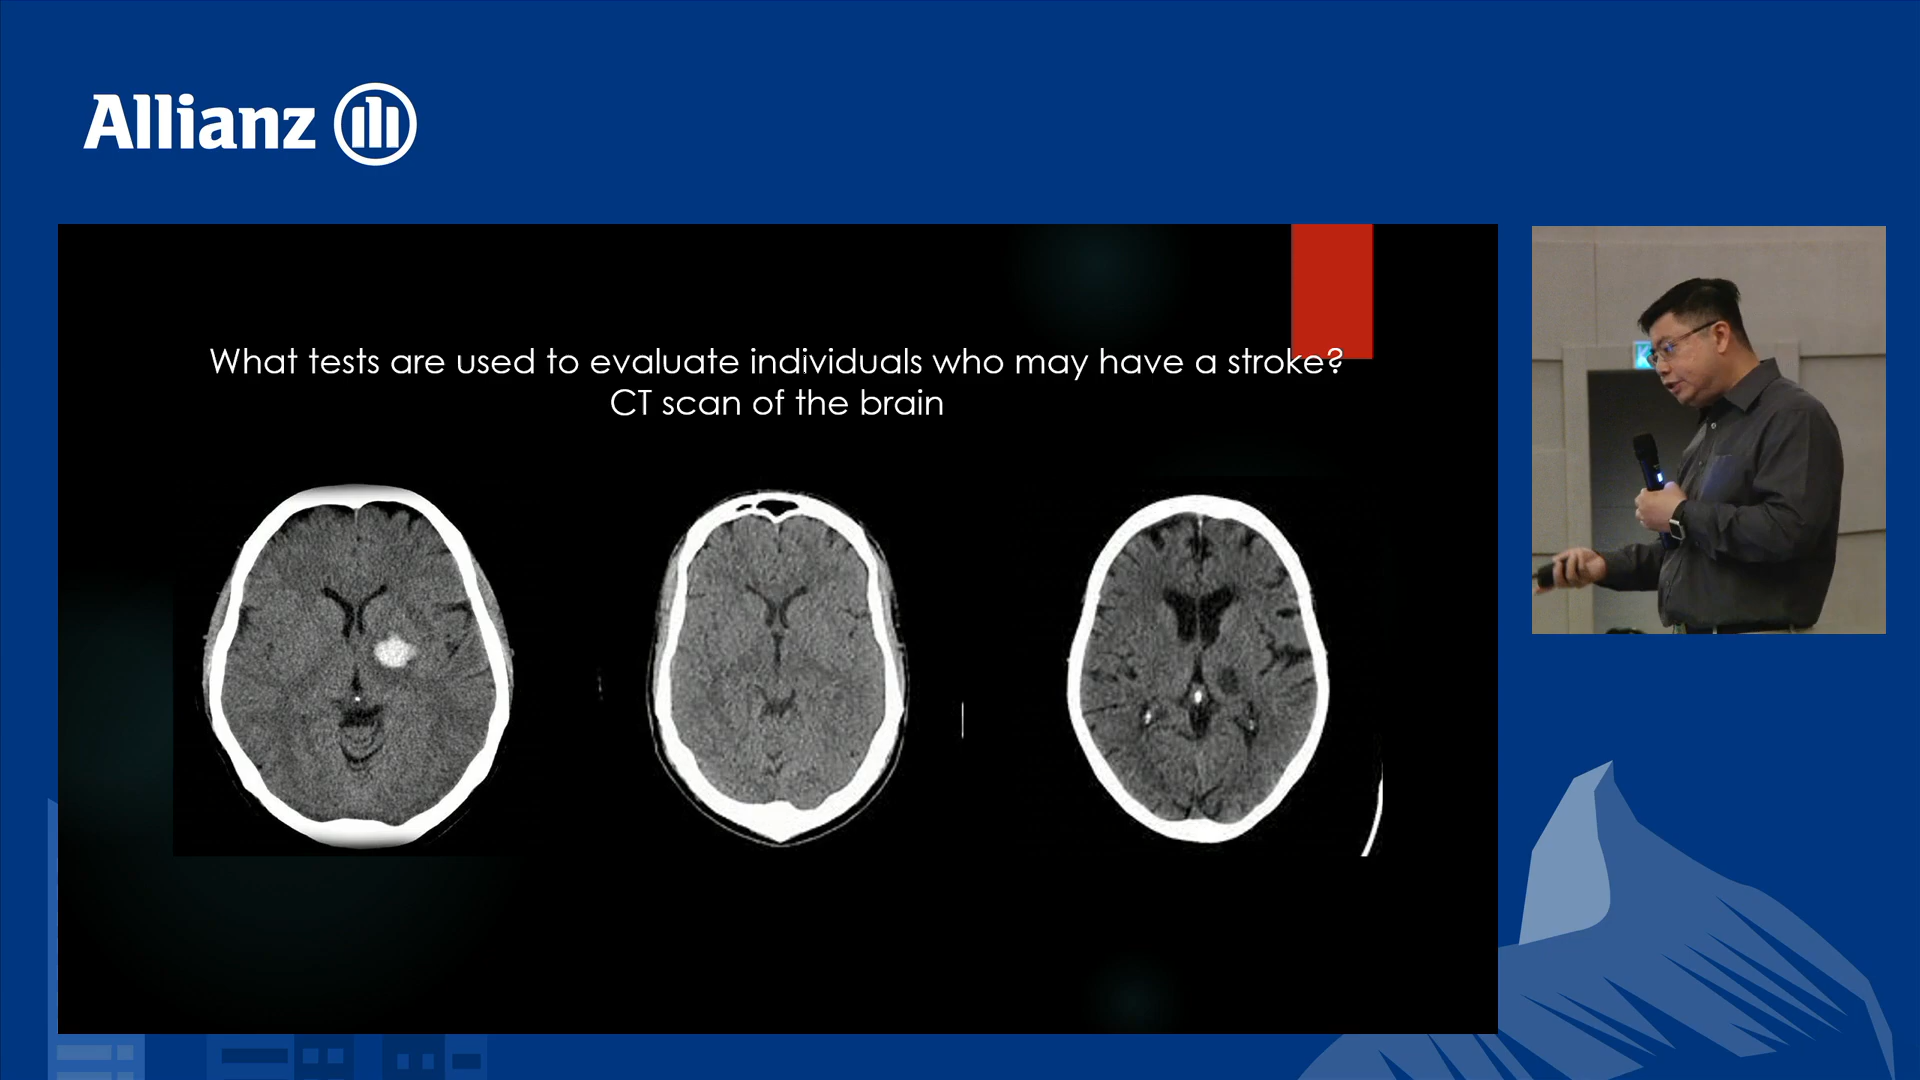 Allianz
What tests are used to evaluate individuals who may have a stroke?
CT scan of the brain